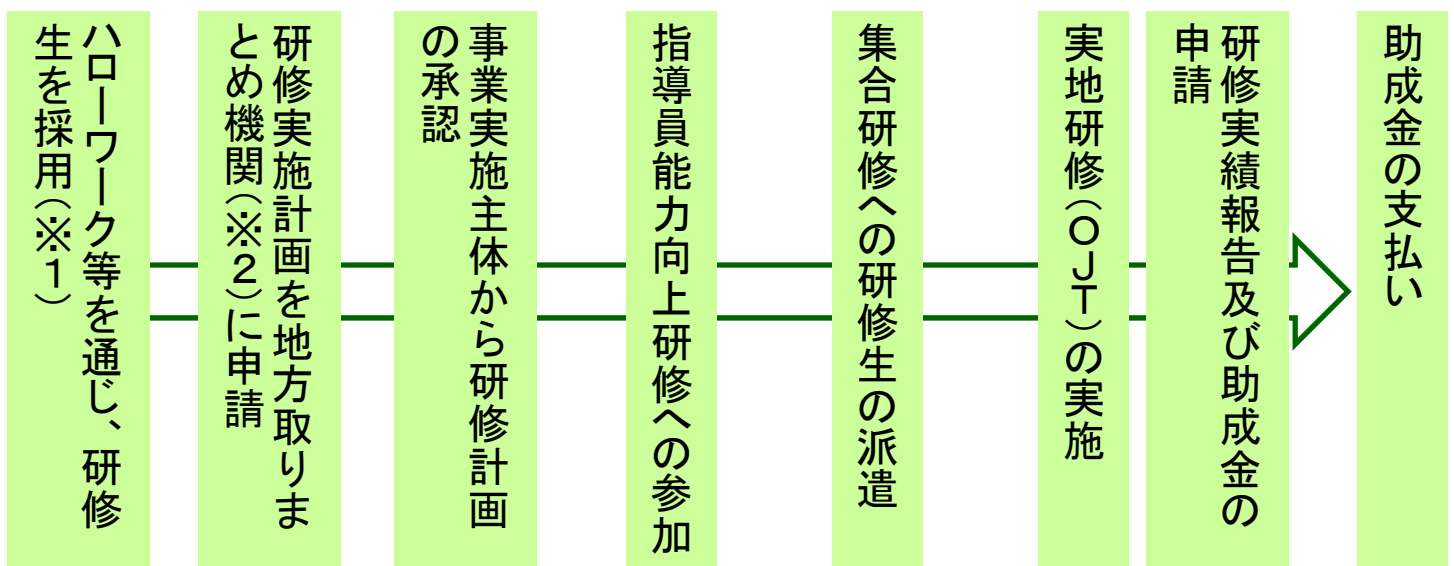 ハローワーク等を通じ、研修
生を採用（※１）
研修実施計画を地方取りま
とめ機関（※２）に申請
事業実施主体から研修計画
の承認
指導員能力向上研修への参加
集合研修への研修生の派遣
実地研修（ＯＪＴ）の実施
研修実績報告及び助成金の
申請
助成金の支払い